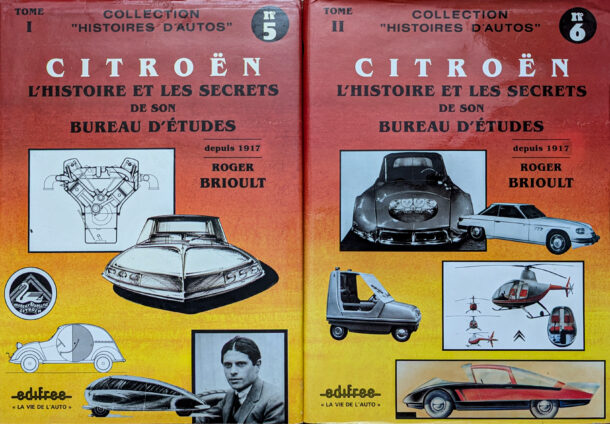 TOME
I
COLLECTION
"HISTOIRES D'AUTOS"
n° 5
CITROËN
L'HISTOIRE ET LES SECRETS
DE SON
BUREAU D'ÉTUDES
depuis 1917
ROGER
BRIOULT
CITROËN
edifree
« LA VIE DE L'AUTO »
TOME
II
COLLECTION
"HISTOIRES D'AUTOS"
n° 6
CITROËN
L'HISTOIRE ET LES SECRETS
DE SON
BUREAU D'ÉTUDES
depuis 1917
ROGER
BRIOULT
edifree
« LA VIE DE L'AUTO »